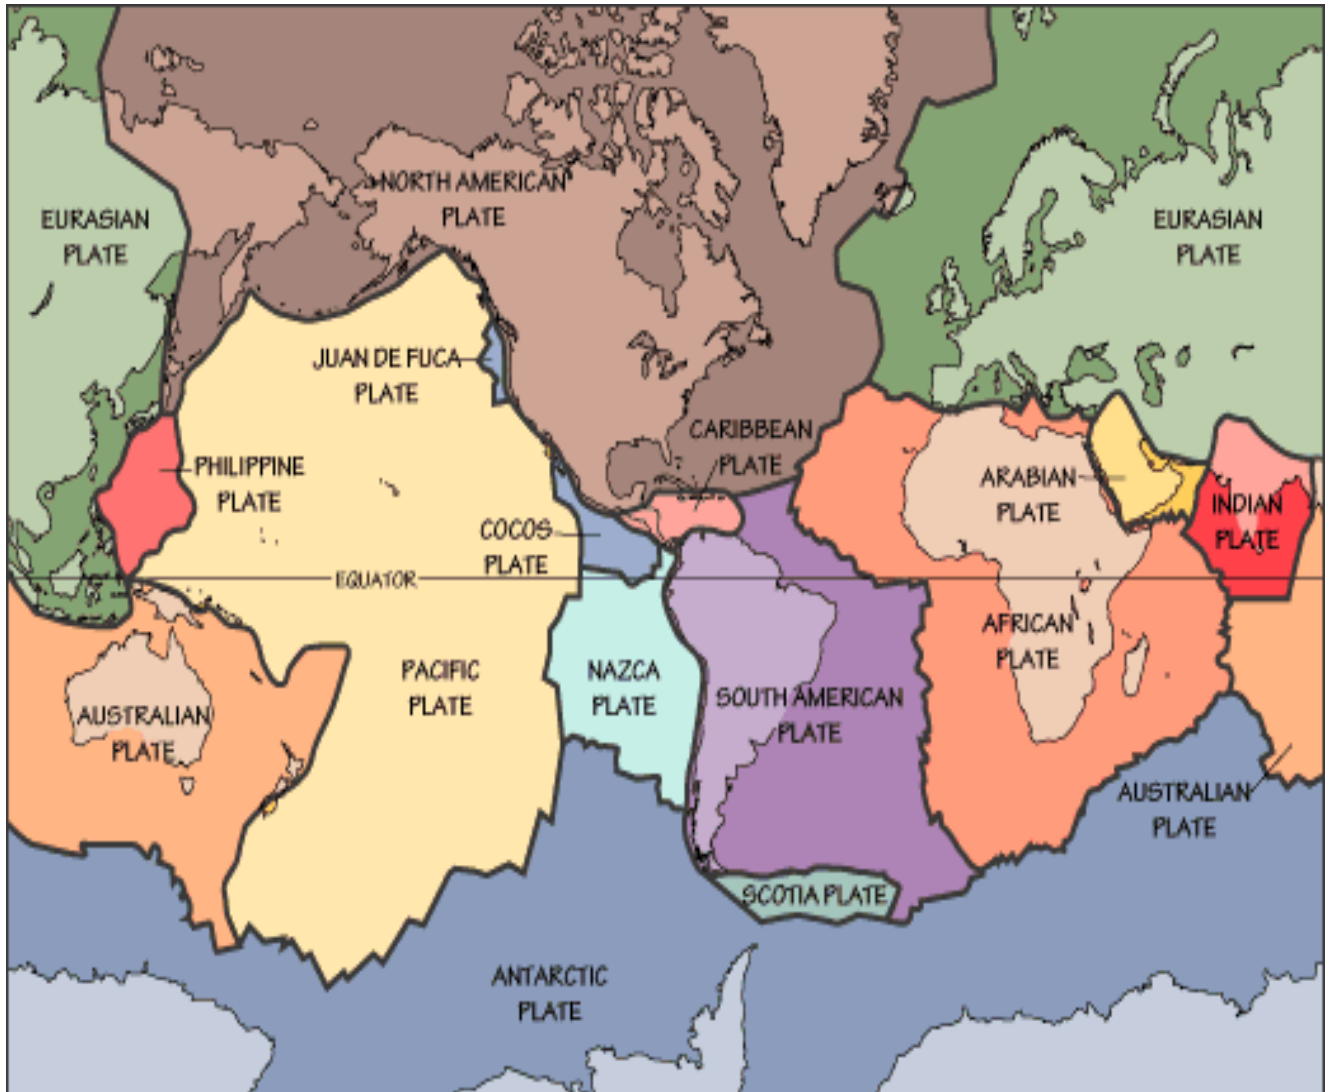 NORTH AMERICAN
PLATE
EURASIAN
PLATE
EURASIAN
PLATE
JUAN DE FUCA
PLATE
CARIBBEAN
PLATE
PHILIPPINE
PLATE
ARABIAN
PLATE
INDIAN
PLATE
COCOS
PLATE
EQUATOR
AFRICAN
PLATE
PACIFIC
PLATE
NAZCA
PLATE
SOUTH AMERICAN
PLATE
AUSTRALIAN
PLATE
AUSTRALIAN
PLATE
SCOTIA PLATE
ANTARCTIC
PLATE